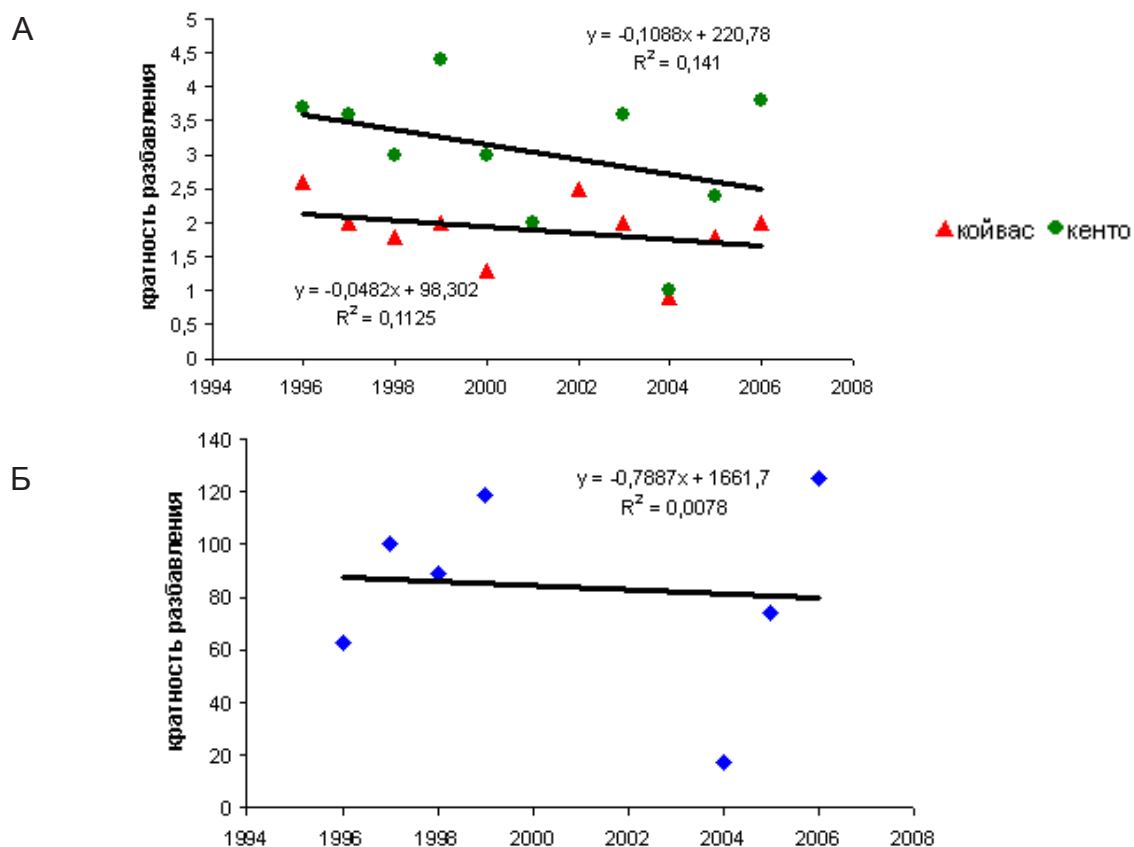 А
кратность разбавления
5
4,5
4
3,5
3
2,5
2
1,5
1
0,5
0
y = -0,1088x + 220,78
R² = 0,141
y = -0,0482x + 98,302
R² = 0,1125
1994 1996 1998 2000 2002 2004 2006 2008
койвас кенто
Б
кратность разбавления
140
120
100
80
60
40
20
0
y = -0,7887x + 1661,7
R² = 0,0078
1994 1996 1998 2000 2002 2004 2006 2008